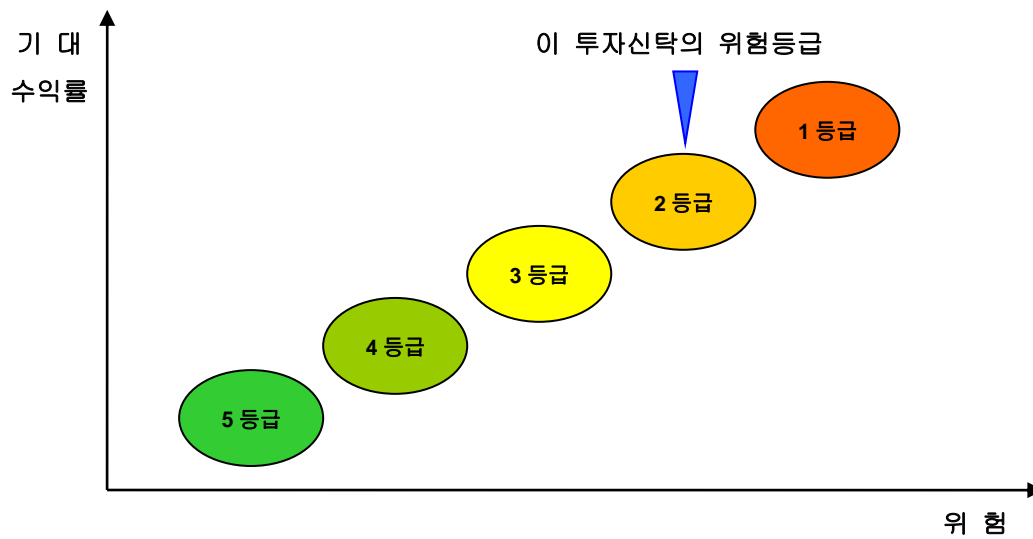 기 대
수익률
이 투자신탁의 위험등급
1 등급
2 등급
3 등급
4 등급
5 등급
위 험